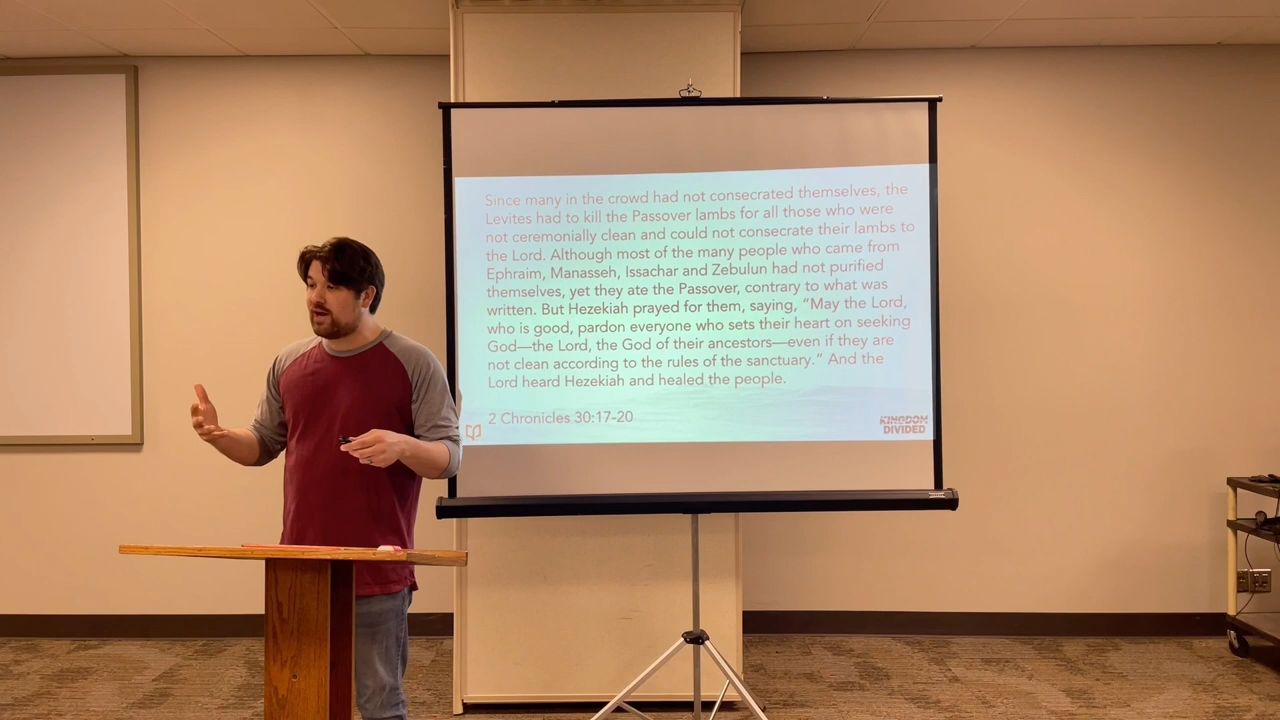 Since many in the crowd had not consecrated themselves, the
Levites had to kill the Passover lambs for all those who were
not ceremonially clean and could not consecrate their lambs to
the Lord. Although most of the many people who came from
Ephraim, Manasseh, Issachar and Zebulun had not purified
themselves, yet they ate the Passover, contrary to what was
written. But Hezekiah prayed for them, saying, “May the Lord,
who is good, pardon everyone who sets their heart on seeking
God—the Lord, the God of their ancestors—even if they are
not clean according to the rules of the sanctuary.” And the
Lord heard Hezekiah and healed the people.
2 Chronicles 30:17-20
KINGDOM
DIVIDED